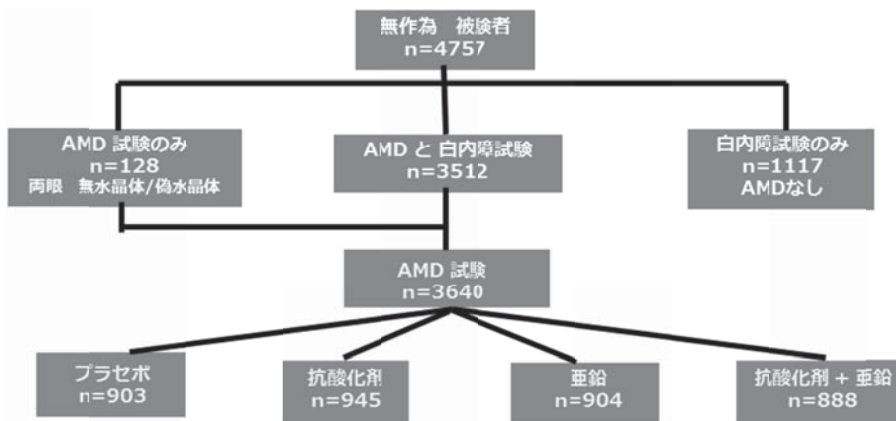 無作為 被験者
n=4757
AMD 試験のみ
n=128
両眼 無水晶体/偽水晶体
AMD と 白内障試験
n=3512
白内障試験のみ
n=1117
AMDなし
AMD 試験
n=3640
プラセボ
n=903
抗酸化剤
n=945
亜鉛
n=904
抗酸化剤 + 亜鉛
n=888